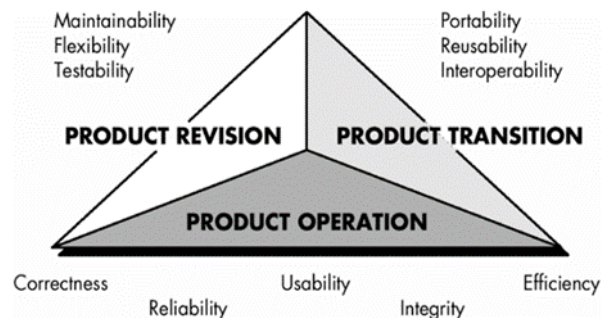 Maintainability
Flexibility
Testability
Portability
Reusability
Interoperability
PRODUCT REVISION
PRODUCT TRANSITION
PRODUCT OPERATION
Correctness
Usability
Efficiency
Reliability
Integrity